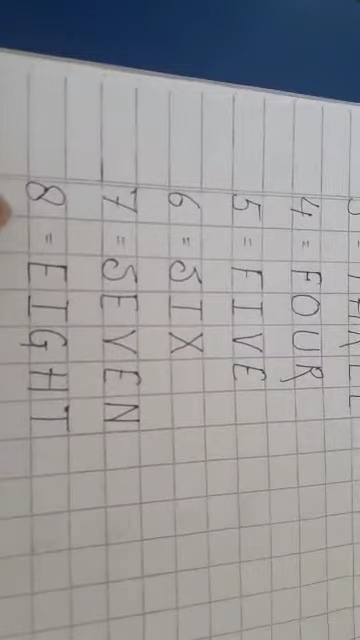 4 = FOUR
5 = FIVE
6 = SIX
7 = SEVEN
8 = EIGHT